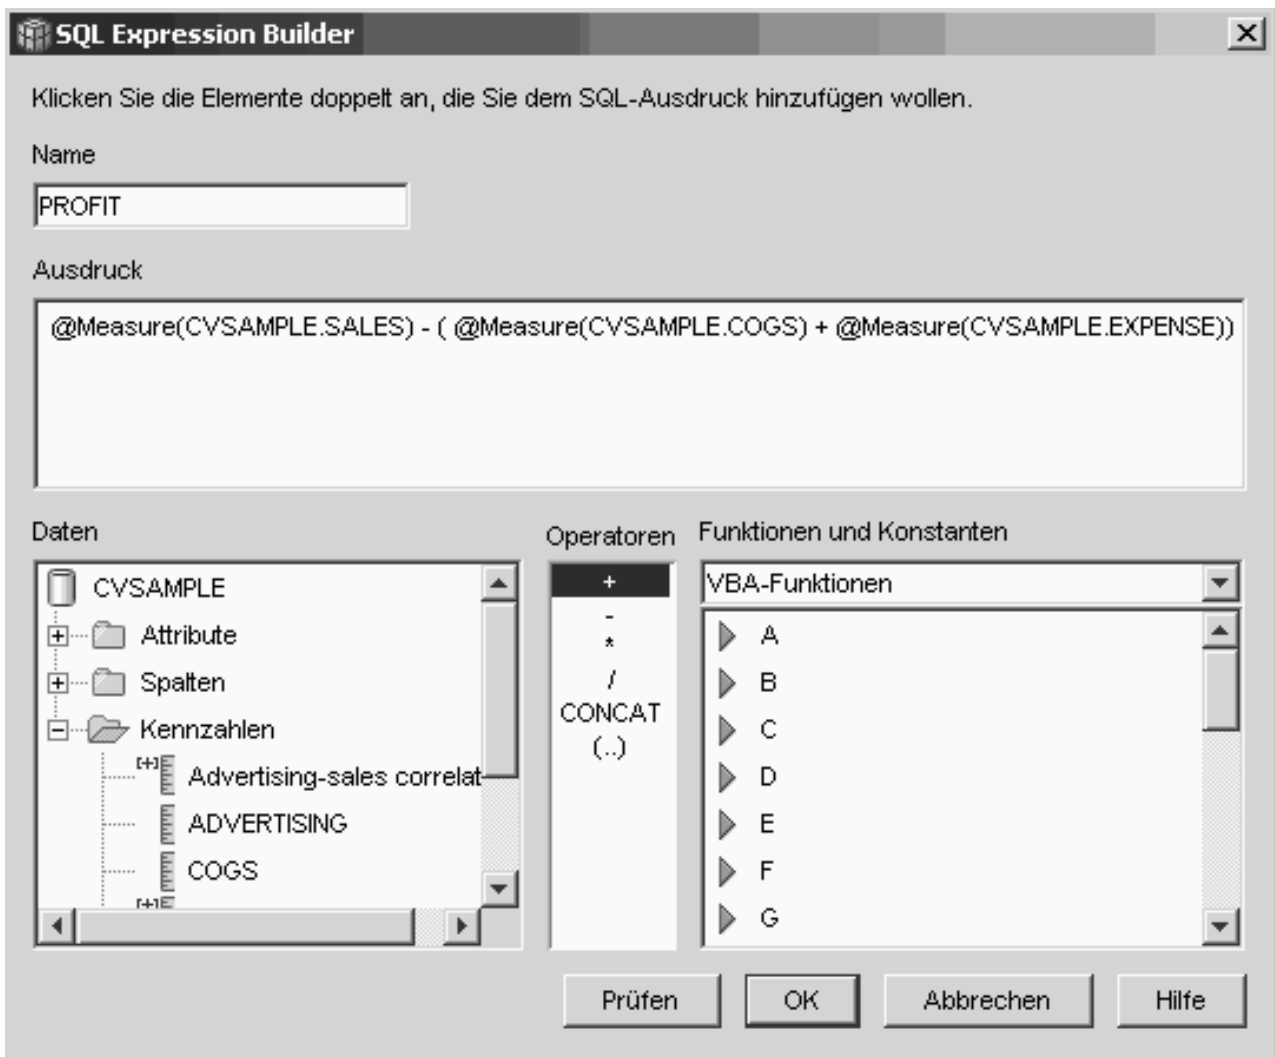 SQL Expression Builder
Klicken Sie die Elemente doppelt an, die Sie dem SQL-Ausdruck hinzufügen wollen.
Name
PROFIT
Ausdruck
@Measure(CVSAMPLE.SALES) - ( @Measure(CVSAMPLE.COGS) + @Measure(CVSAMPLE.EXPENSE))
Daten
CVSAMPLE
Attribute
Spalten
Kennzahlen
Advertising-sales correlat
ADVERTISING
COGS
Operatoren
+
-
*
/
CONCAT
(..)
Funktionen und Konstanten
VBA-Funktionen
A
B
C
D
E
F
G
Prüfen OK Abbrechen Hilfe